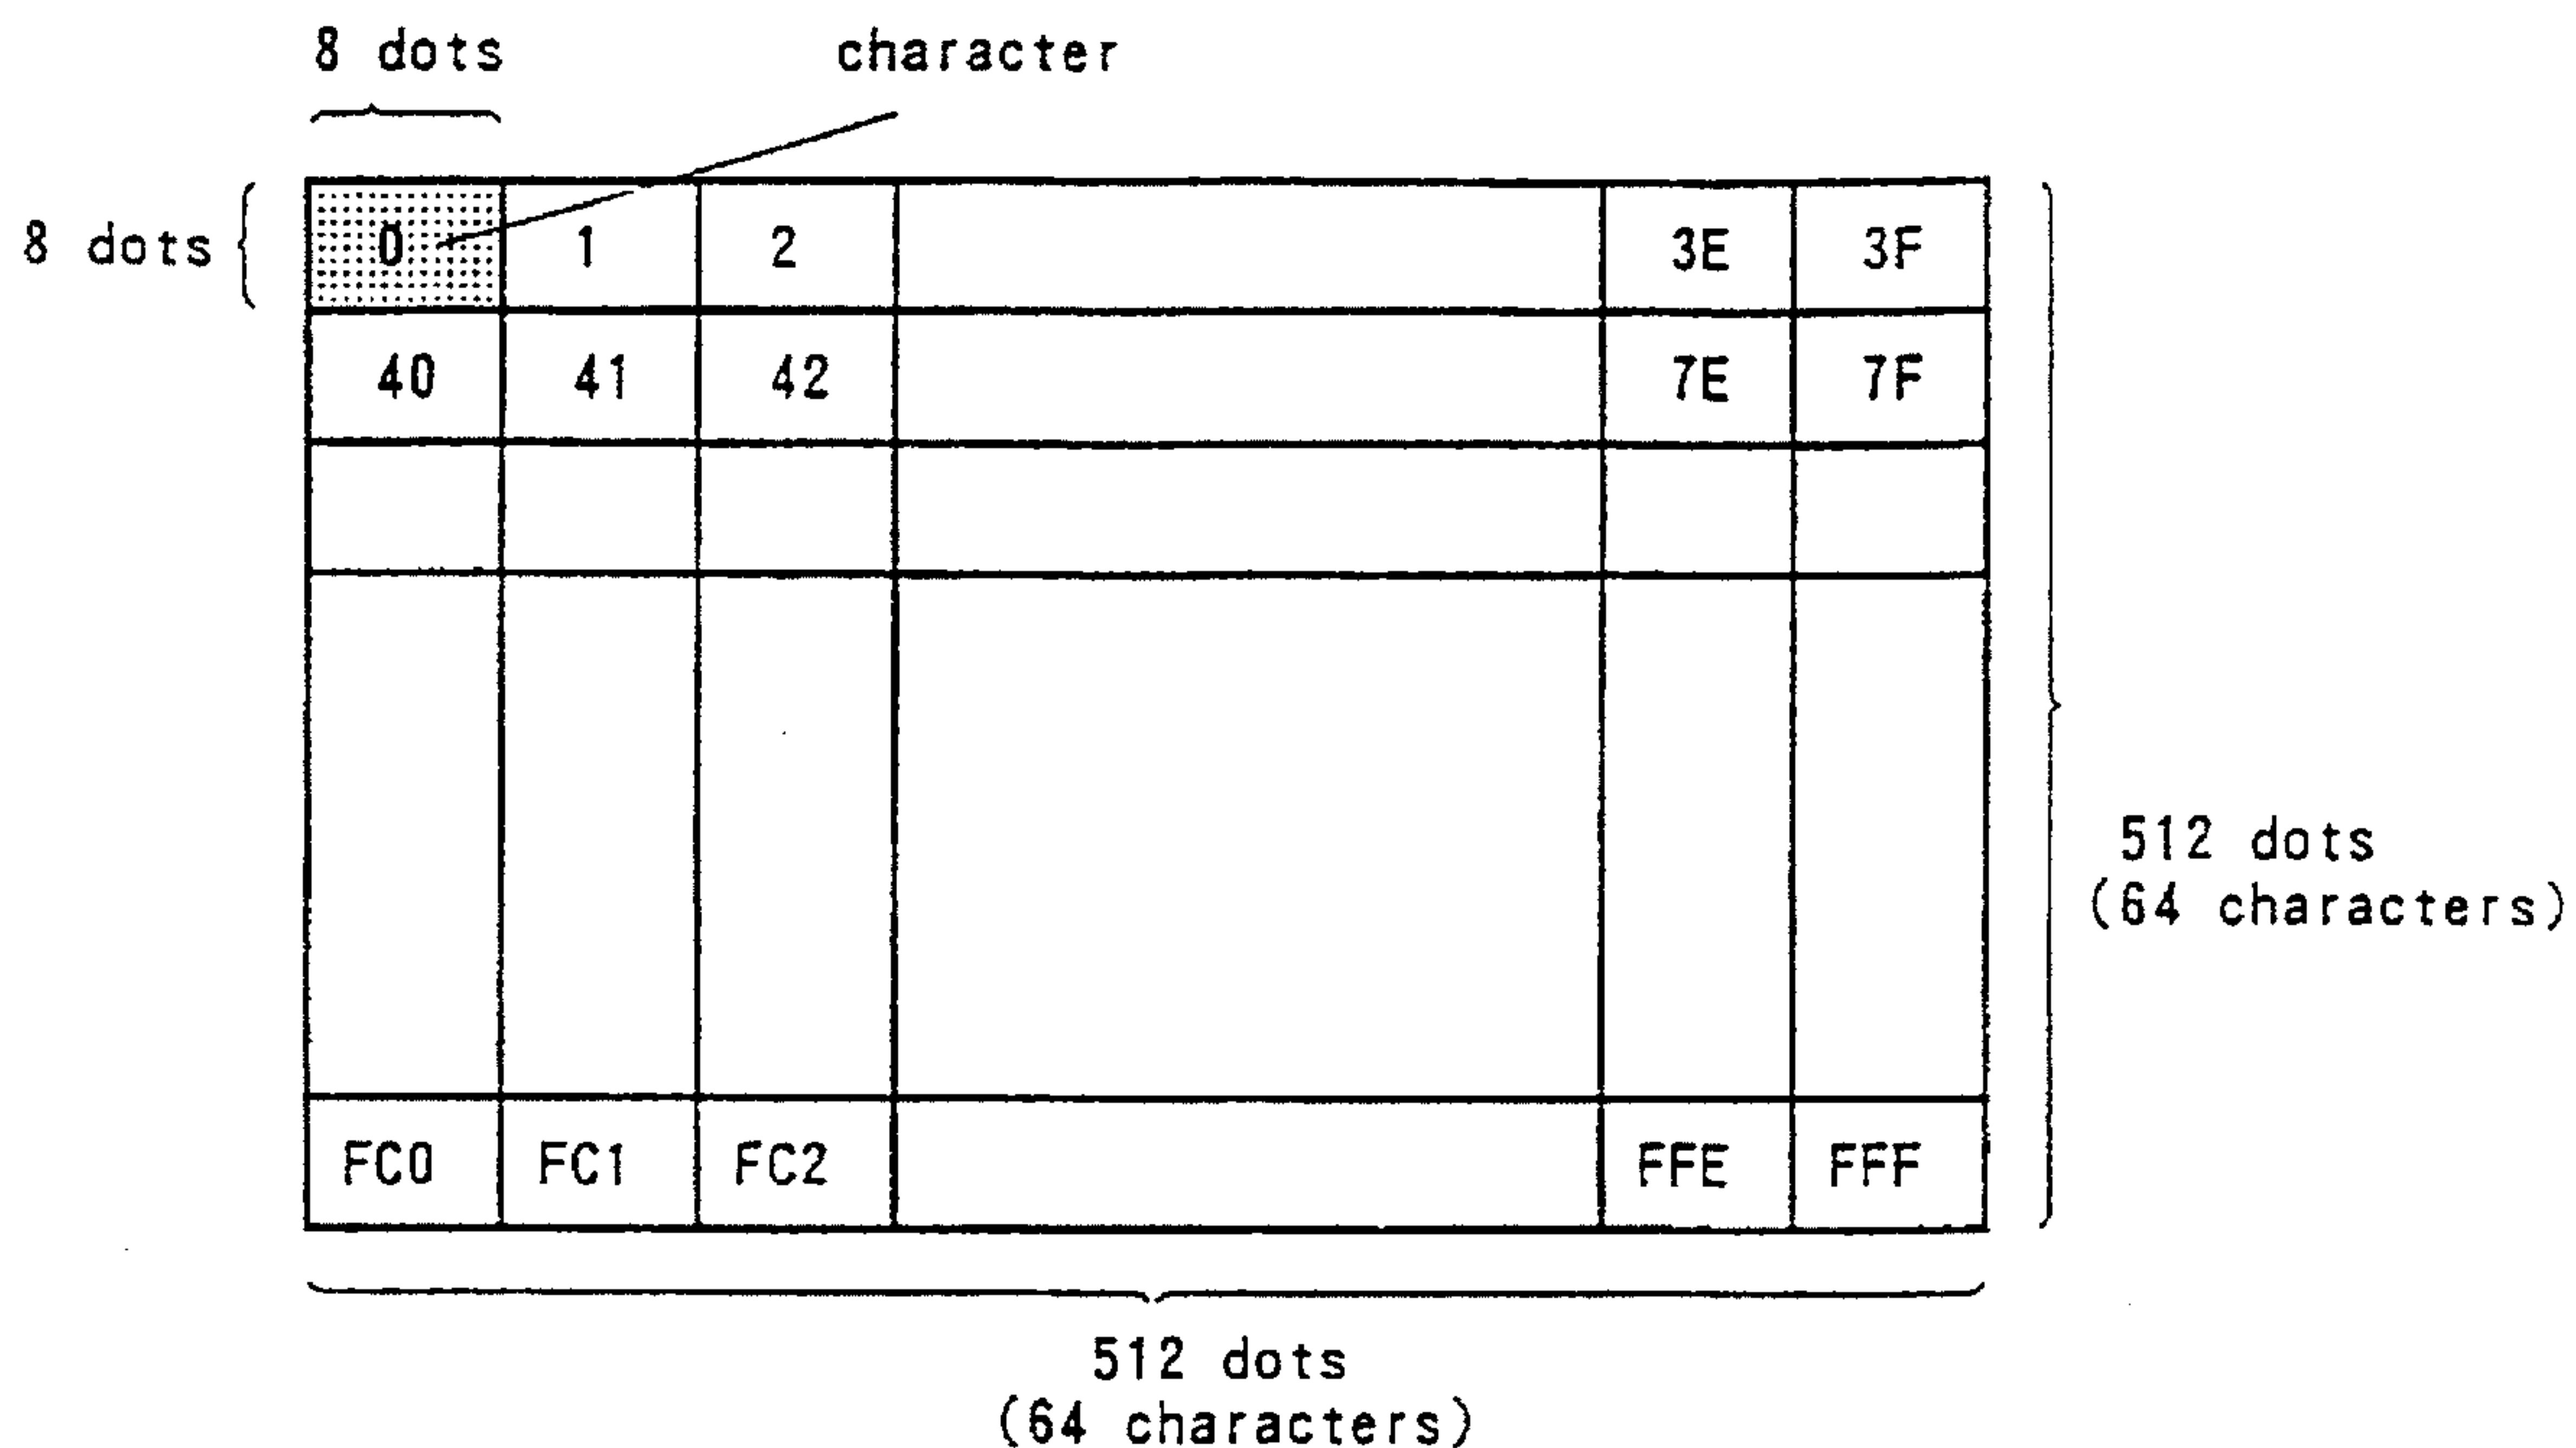 8 dots character
8 dots
0 1 2 3E 3F
40 41 42 7E 7F
512 dots
(64 characters)
FC0 FC1 FC2 FFE FFF
512 dots
(64 characters)